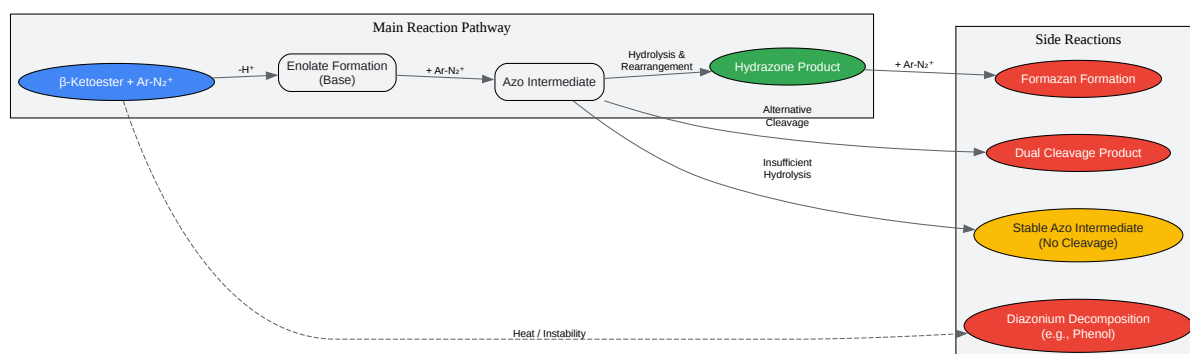 Main Reaction Pathway
β-Ketoester + Ar-N₂⁺
-H⁺
Enolate Formation
(Base)
+ Ar-N₂⁺
Azo Intermediate
Hydrolysis &
Rearrangement
Hydrazone Product
+ Ar-N₂⁺
Alternative
Cleavage
Insufficient
Hydrolysis
Heat / Instability
Side Reactions
Formazan Formation
Dual Cleavage Product
Stable Azo Intermediate
(No Cleavage)
Diazonium Decomposition
(e.g., Phenol)